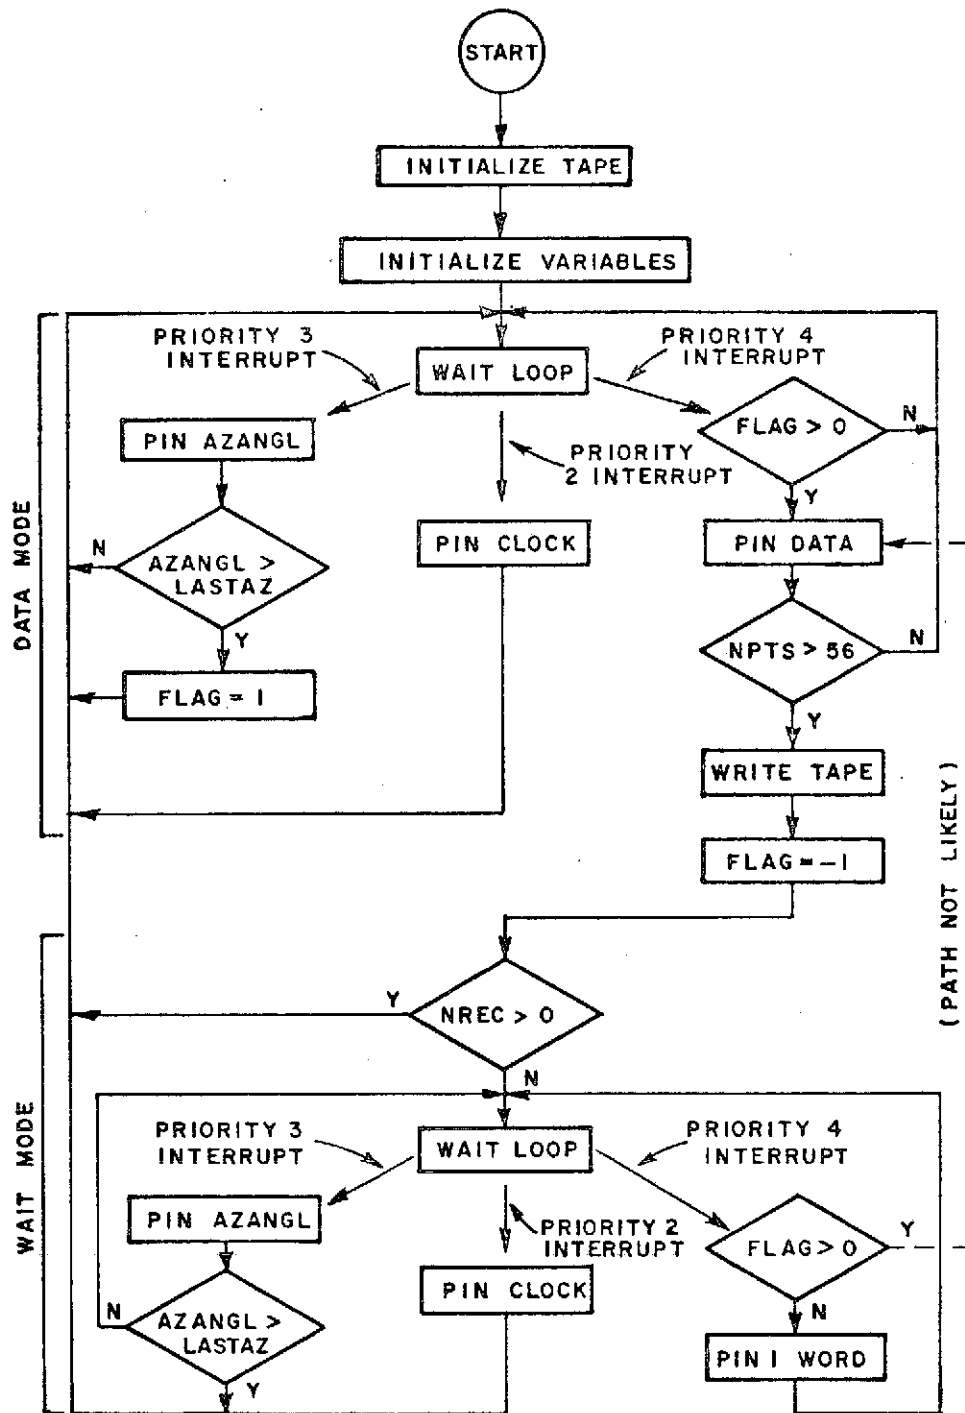 START
INITIALIZE TAPE
INITIALIZE VARIABLES
PRIORITY 3
INTERRUPT
PRIORITY 4
INTERRUPT
WAIT LOOP
PIN AZANGL
PRIORITY
2 INTERRUPT
FLAG > 0
N
Y
DATA MODE
N
AZANGL >
LASTAZ
Y
FLAG = 1
PIN CLOCK
PIN DATA
NPTS > 56
N
Y
WRITE TAPE
FLAG = -1
(PATH NOT LIKELY)
Y
NREC > 0
N
WAIT MODE
PRIORITY 3
INTERRUPT
WAIT LOOP
PRIORITY 4
INTERRUPT
PIN AZANGL
PRIORITY 2
INTERRUPT
FLAG > 0
Y
N
N
AZANGL >
LASTAZ
Y
PIN CLOCK
PIN 1 WORD